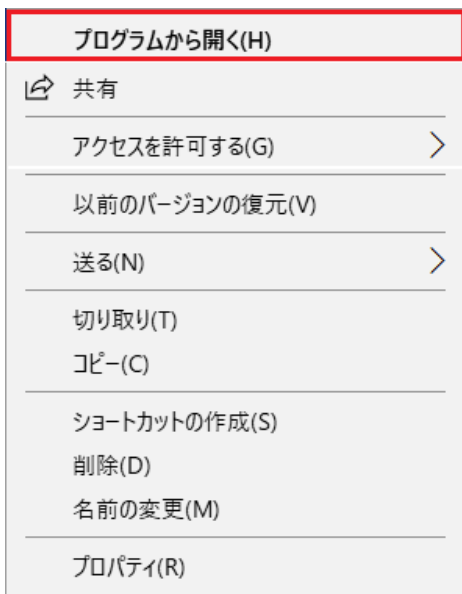 プログラムから開く(H)
共有
アクセスを許可する(G)
以前のバージョンの復元(V)
送る(N)
切り取り(T)
コピー(C)
ショートカットの作成(S)
削除(D)
名前の変更(M)
プロパティ(R)